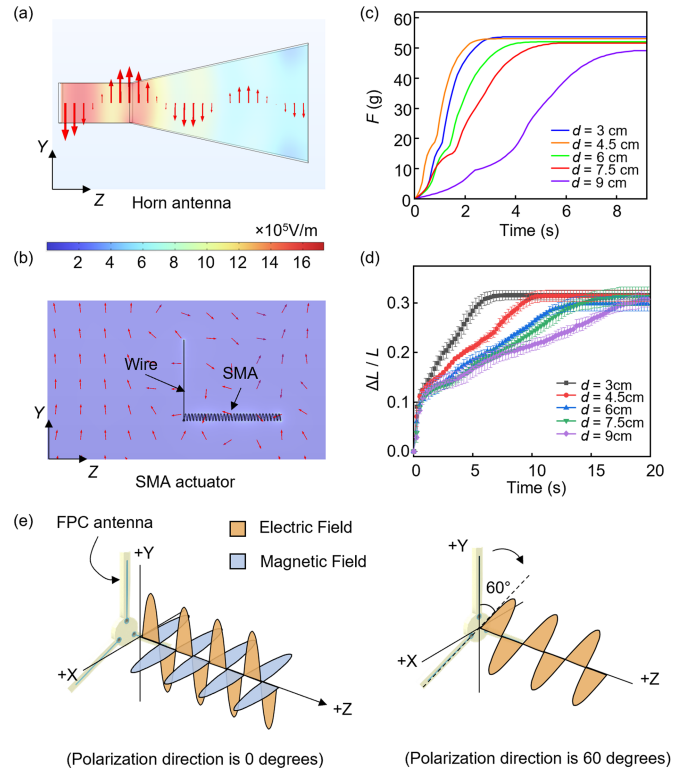 (a)
Y
Z
Horn antenna
×10⁵V/m
2 4 6 8 10 12 14 16
(b)
Wire
SMA
Y
Z
SMA actuator
(c)
F (g)
60
50
40
30
20
10
0
d = 3 cm
d = 4.5 cm
d = 6 cm
d = 7.5 cm
d = 9 cm
0 2 4 6 8
Time (s)
(d)
ΔL / L
0.3
0.2
0.1
0.0
d = 3cm
d = 4.5cm
d = 6cm
d = 7.5cm
d = 9cm
0 5 10 15 20
Time (s)
(e)
FPC antenna
Electric Field
Magnetic Field
+Y
+X
+Z
(Polarization direction is 0 degrees)
+Y
60°
+X
+Z
(Polarization direction is 60 degrees)